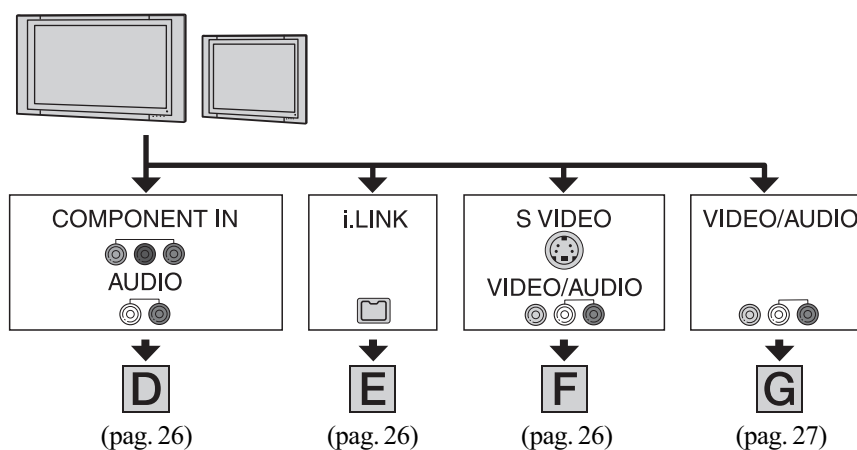 COMPONENT IN
AUDIO
i.LINK
S VIDEO
VIDEO/AUDIO
VIDEO/AUDIO
D
E
F
G
(pag. 26)
(pag. 26)
(pag. 26)
(pag. 27)